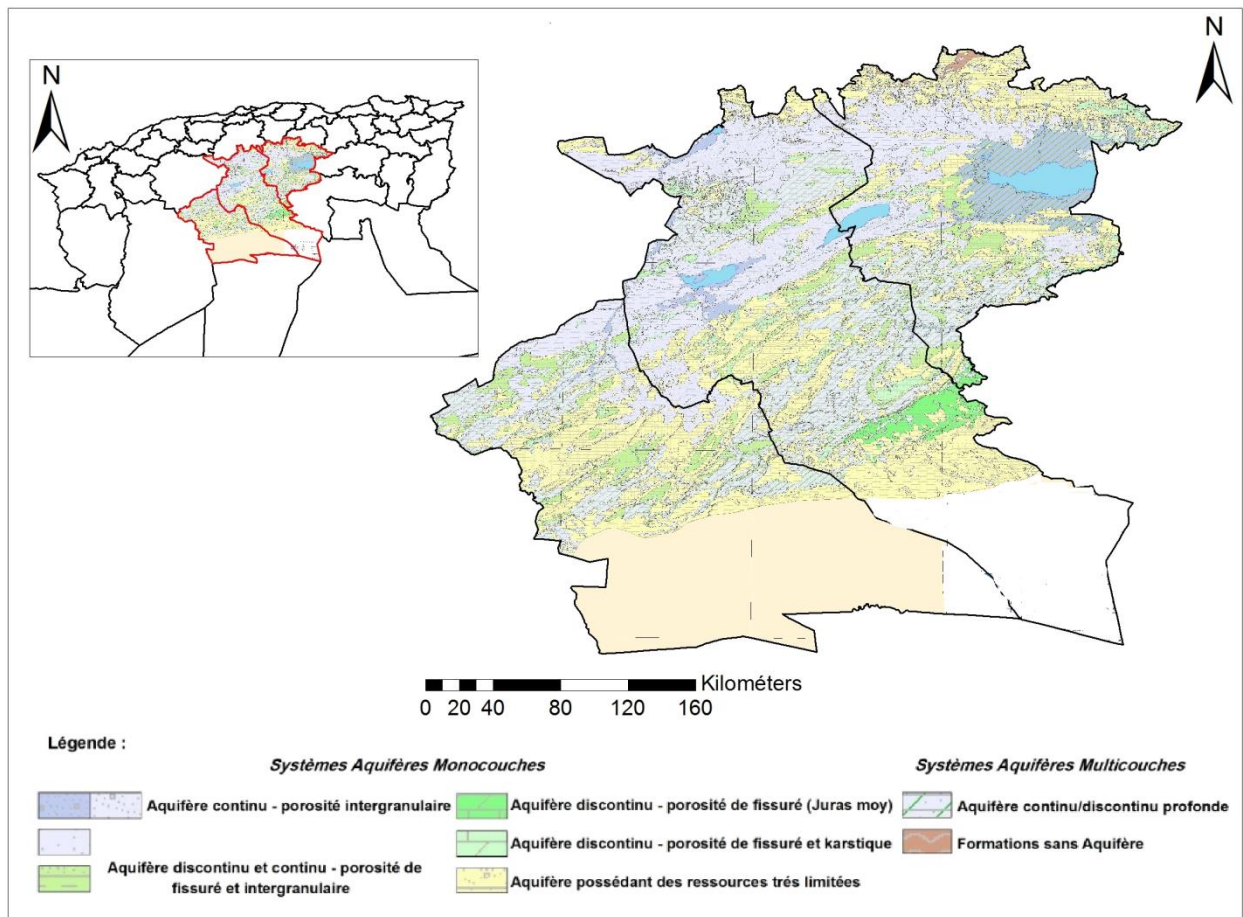 N
N
Kilométers
0 20 40 80 120 160
Légende :
Systèmes Aquifères Monocouches
Systèmes Aquifères Multicouches
Aquifère continu - porosité intergranulaire
Aquifère discontinu - porosité de fissuré (Juras moy)
Aquifère continu/discontinu profonde
Aquifère discontinu - porosité de fissuré et karstique
Formations sans Aquifère
Aquifère discontinu et continu - porosité de
fissuré et intergranulaire
Aquifère possédant des ressources trés limitées